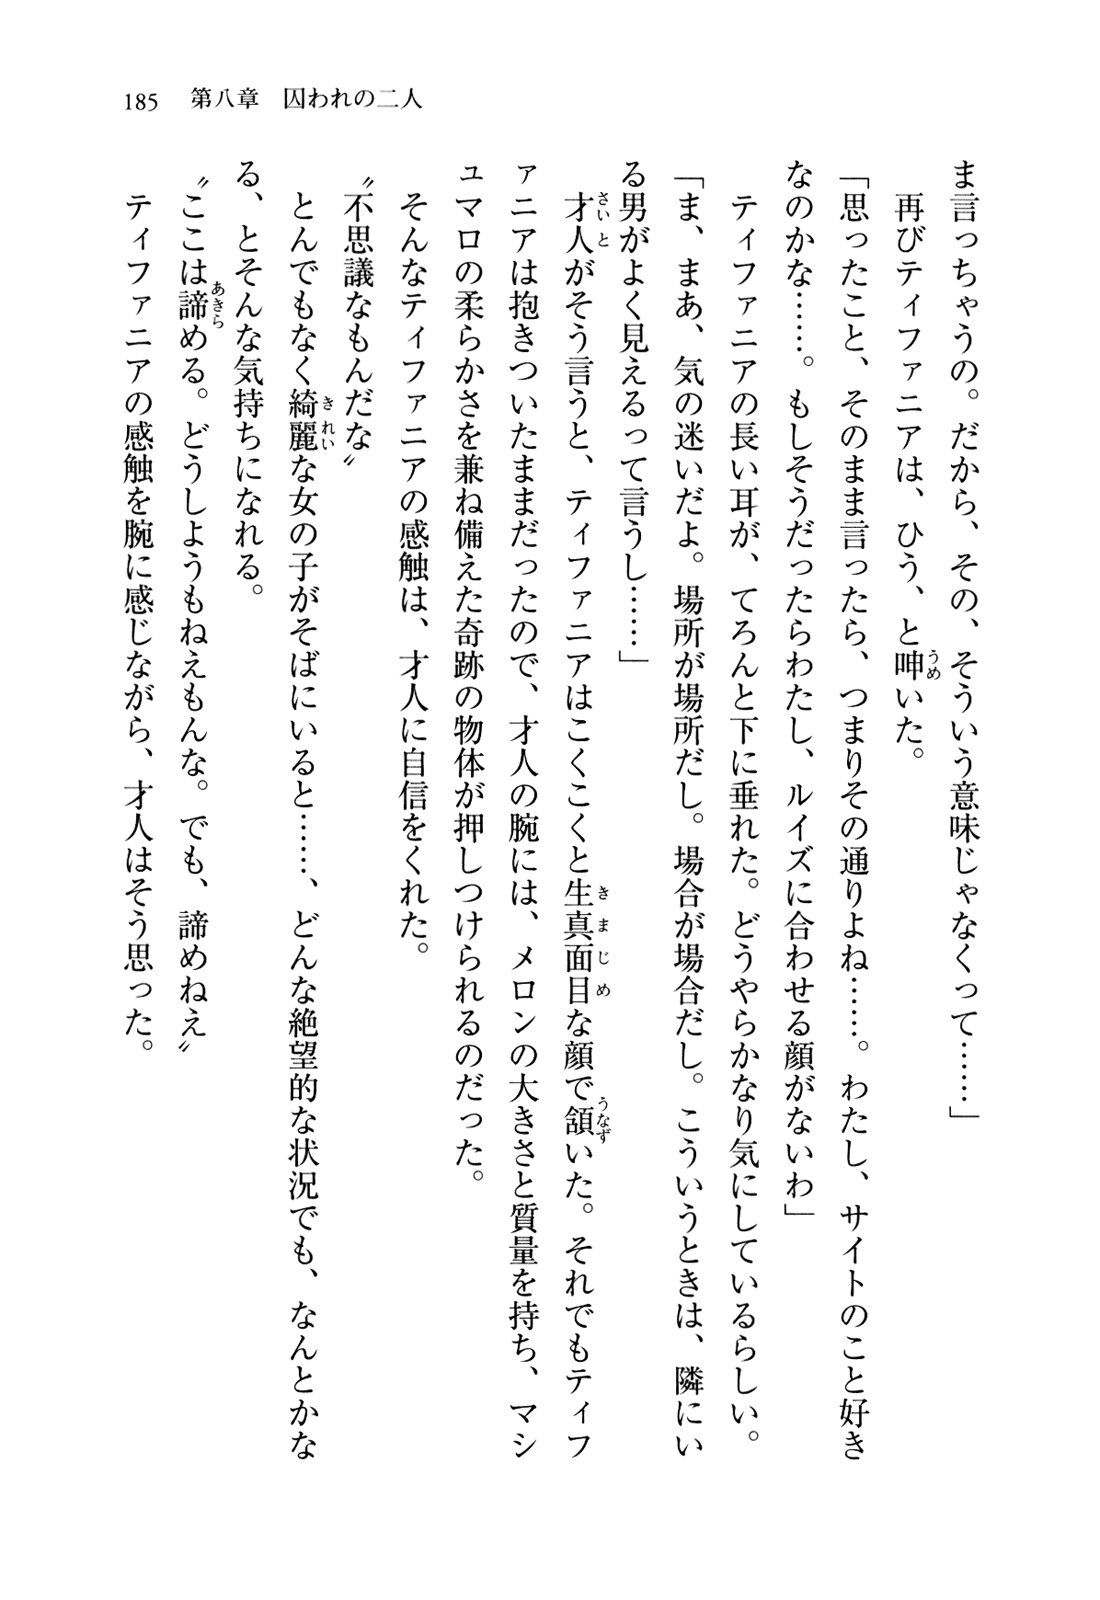 185　第八章　囚われの二人
ま言っちゃうの。だから、その、そういう意味じゃなくって……」
　再びティファニアは、ひう、と呻いた。
「思ったこと、そのまま言ったら、つまりその通りよね……。わたし、サイトのこと好き
なのかな……。もしそうだったらわたし、ルイズに合わせる顔がないわ」
　ティファニアの長い耳が、てろんと下に垂れた。どうやらかなり気にしているらしい。
「ま、まあ、気の迷いだよ。場所が場所だし。場合が場合だし。こういうときは、隣にい
る男がよく見えるって言うし……」
　才人がそう言うと、ティファニアはこくこくと生真面目な顔で頷いた。それでもティフ
ァニアは抱きついたままだったので、才人の腕には、メロンの大きさと質量を持ち、マシ
ュマロの柔らかさを兼ね備えた奇跡の物体が押しつけられるのだった。
　そんなティファニアの感触は、才人に自信をくれた。
〝不思議なもんだな〟
　とんでもなく綺麗な女の子がそばにいると……、どんな絶望的な状況でも、なんとかな
る、とそんな気持ちになれる。
〝ここは諦める。どうしようもねえもんな。でも、諦めねえ〟
　ティファニアの感触を腕に感じながら、才人はそう思った。